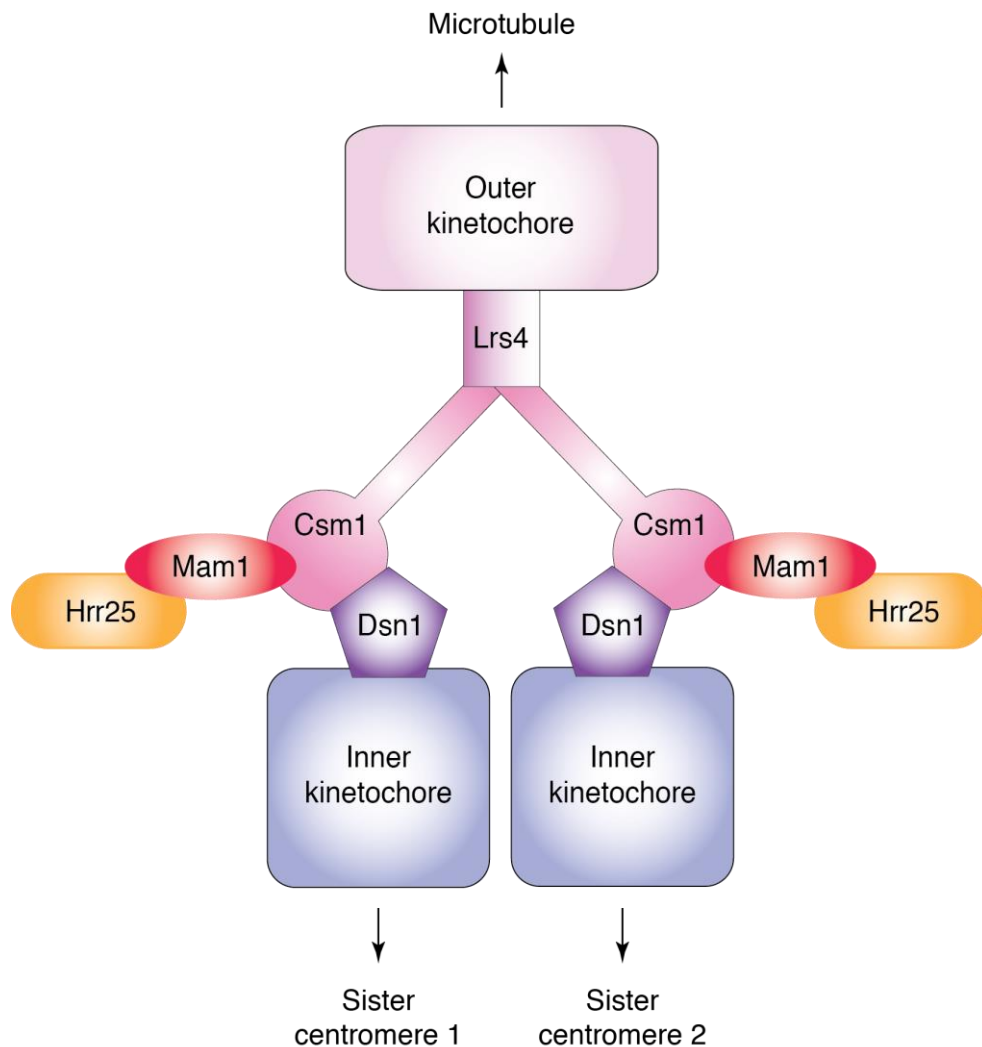 Microtubule
Outer
kinetochore
Lrs4
Csm1
Csm1
Mam1
Mam1
Hrr25
Dsn1
Dsn1
Hrr25
Inner
kinetochore
Inner
kinetochore
Sister
centromere 1
Sister
centromere 2